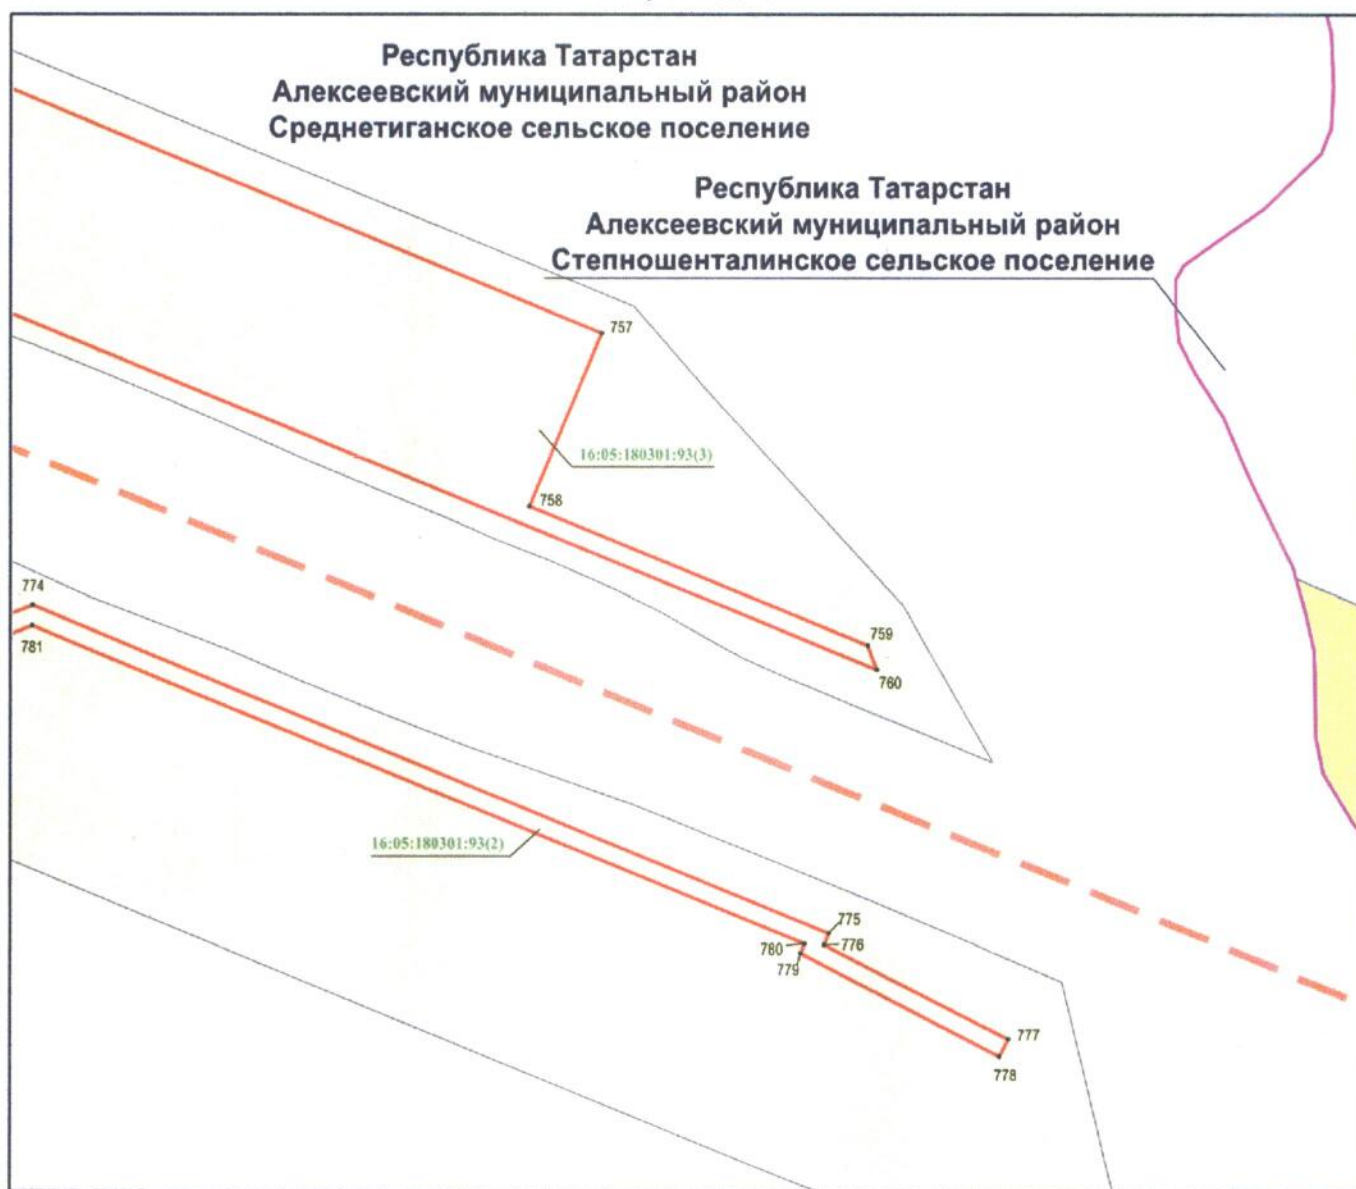 Республика Татарстан
Алексеевский муниципальный район
Среднетиганское сельское поселение
Республика Татарстан
Алексеевский муниципальный район
Степношенталинское сельское поселение
757
16:05:180301:93(3)
758
774
781
759
760
16:05:180301:93(2)
775
776
780
779
777
778